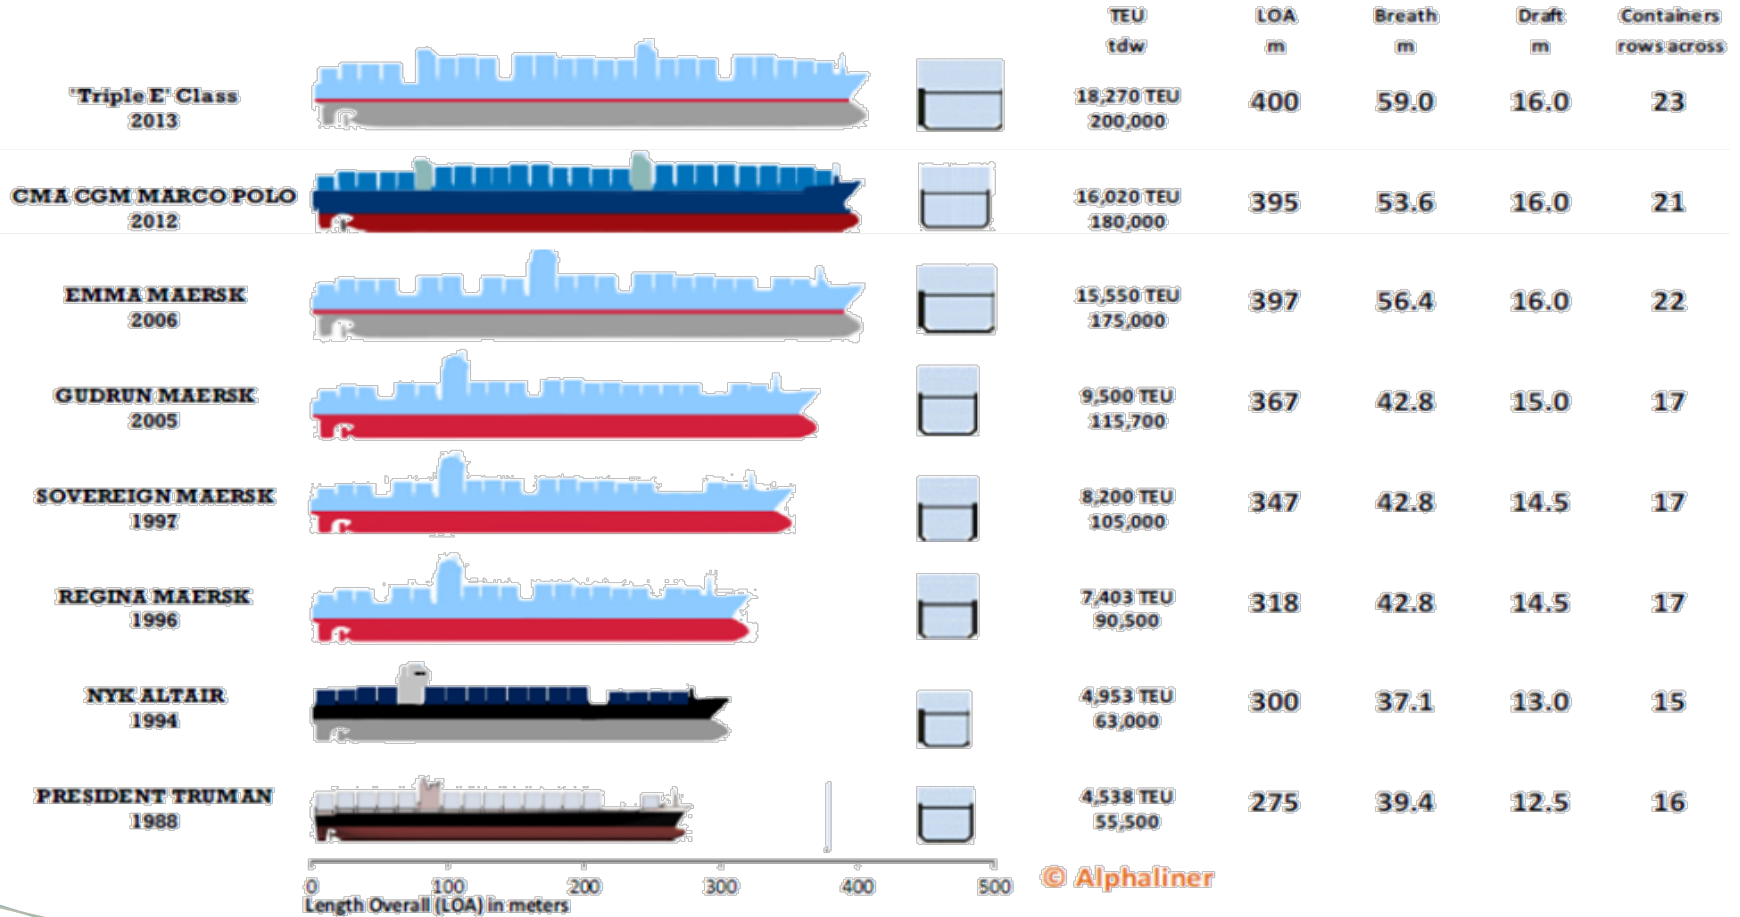 TEU LOA Breath Draft Containers
tdw m m m rows across
'Triple E' Class 18,270 TEU 400 59.0 16.0 23
2013 200,000
CMA CGM MARCO POLO 16,020 TEU 395 53.6 16.0 21
2012 180,000
EMMA MAERSK 15,550 TEU 397 56.4 16.0 22
2006 175,000
GUDRUN MAERSK 9,500 TEU 367 42.8 15.0 17
2005 115,700
SOVEREIGN MAERSK 8,200 TEU 347 42.8 14.5 17
1997 105,000
REGINA MAERSK 7,403 TEU 318 42.8 14.5 17
1996 90,500
NYK ALTAIR 4,953 TEU 300 37.1 13.0 15
1994 63,000
PRESIDENT TRUMAN 4,538 TEU 275 39.4 12.5 16
1988 55,500
0 100 200 300 400 500 © Alphaliner
Length Overall (LOA) in meters